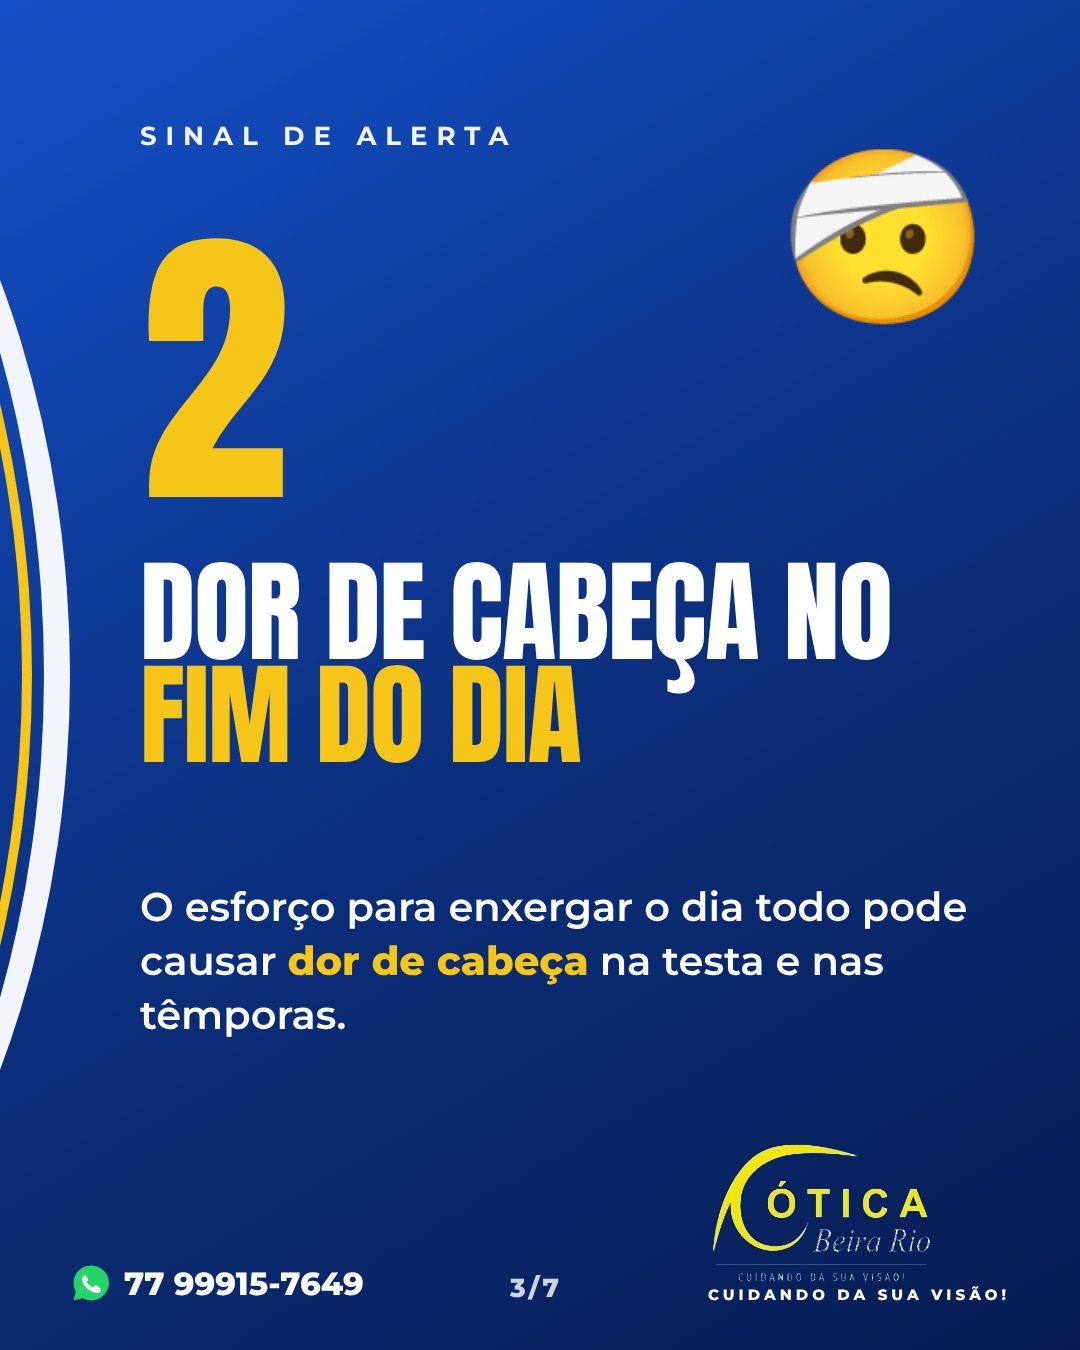 SINAL DE ALERTA
2
DOR DE CABEÇA NO
FIM DO DIA
O esforço para enxergar o dia todo pode
causar dor de cabeça na testa e nas
têmporas.
ÓTICA
Beira Rio
CUIDANDO DA SUA VISÃO!
CUIDANDO DA SUA VISÃO!
77 99915-7649
3/7